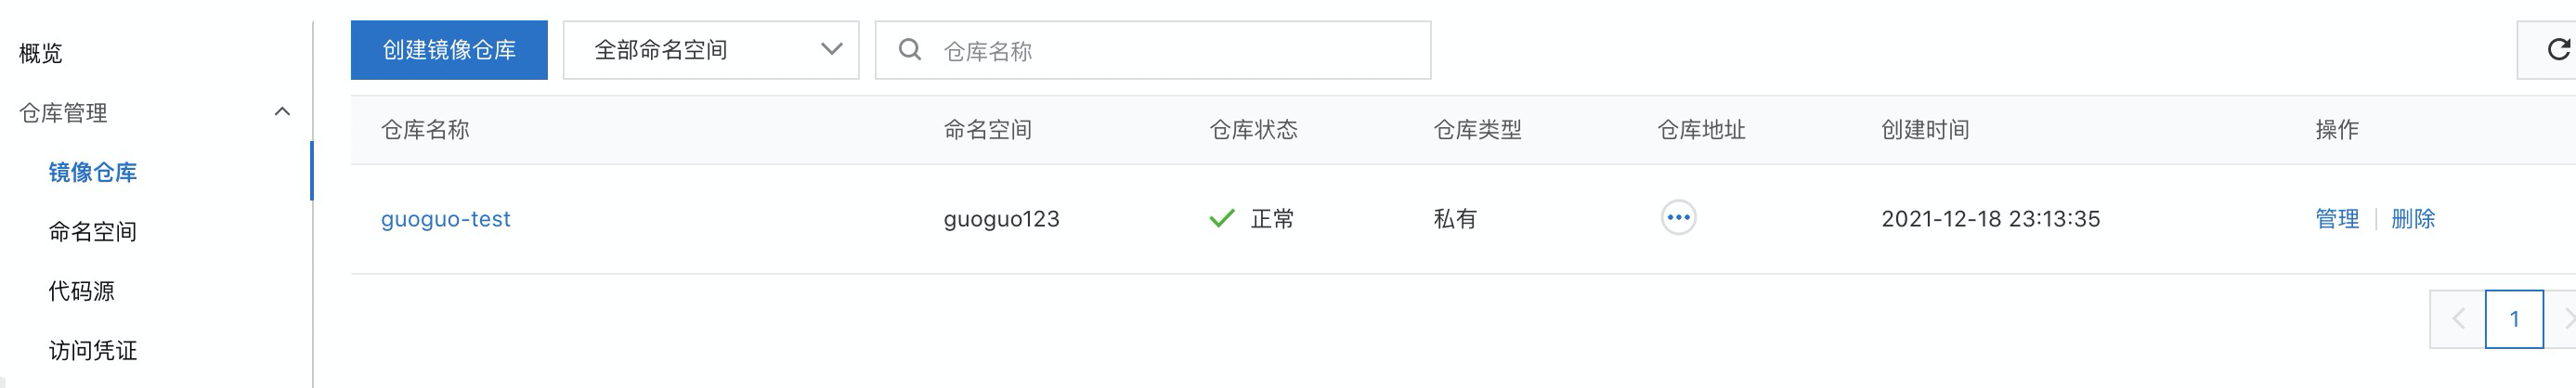 概览
仓库管理
镜像仓库
命名空间
代码源
访问凭证
创建镜像仓库 全部命名空间 仓库名称
仓库名称 命名空间 仓库状态 仓库类型 仓库地址 创建时间 操作
guoguo-test guoguo123 正常 私有 2021-12-18 23:13:35 管理 | 删除
1